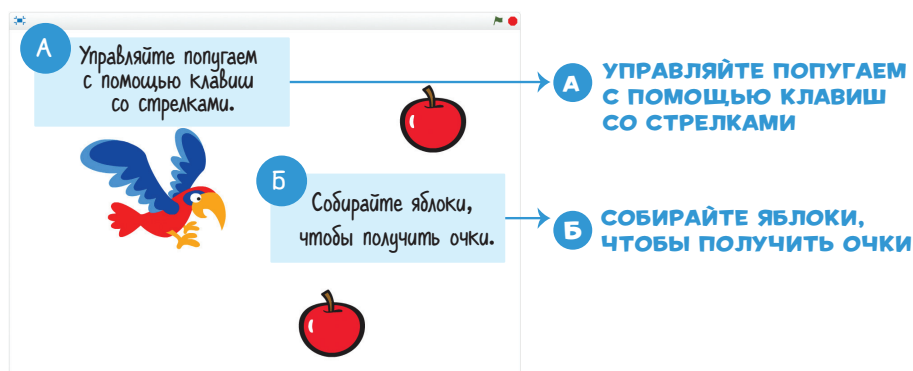 А
Управляйте попугаем
с помощью клавиш
со стрелками.
А
УПРАВЛЯЙТЕ ПОПУГАЕМ
С ПОМОЩЬЮ КЛАВИШ
СО СТРЕЛКАМИ
Б
Собирайте яблоки,
чтобы получить очки.
Б
СОБИРАЙТЕ ЯБЛОКИ,
ЧТОБЫ ПОЛУЧИТЬ ОЧКИ